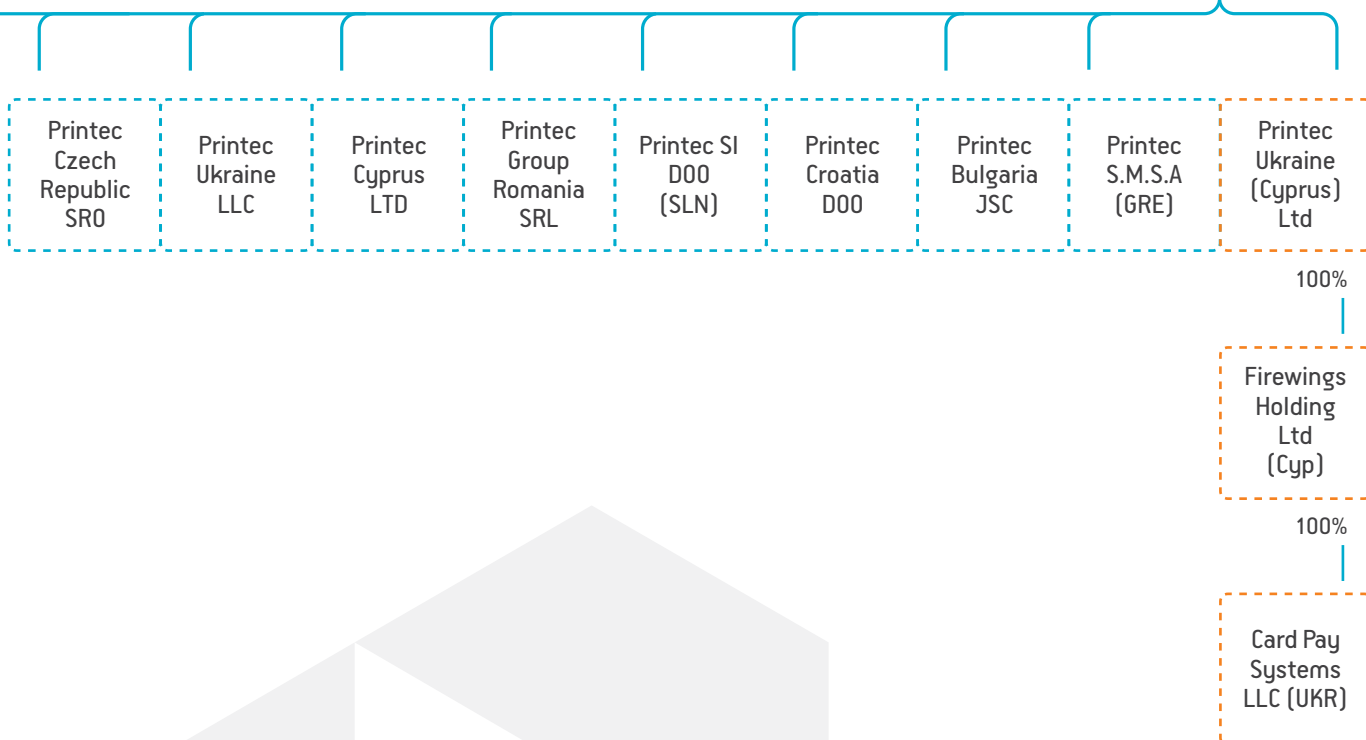 Printec
Czech
Republic
SRO
Printec
Ukraine
LLC
Printec
Cyprus
LTD
Printec
Group
Romania
SRL
Printec SI
DOO
(SLN)
Printec
Croatia
DOO
Printec
Bulgaria
JSC
Printec
S.M.S.A
(GRE)
Printec
Ukraine
(Cyprus)
Ltd
100%
Firewings
Holding
Ltd
(Cyp)
100%
Card Pay
Systems
LLC (UKR)